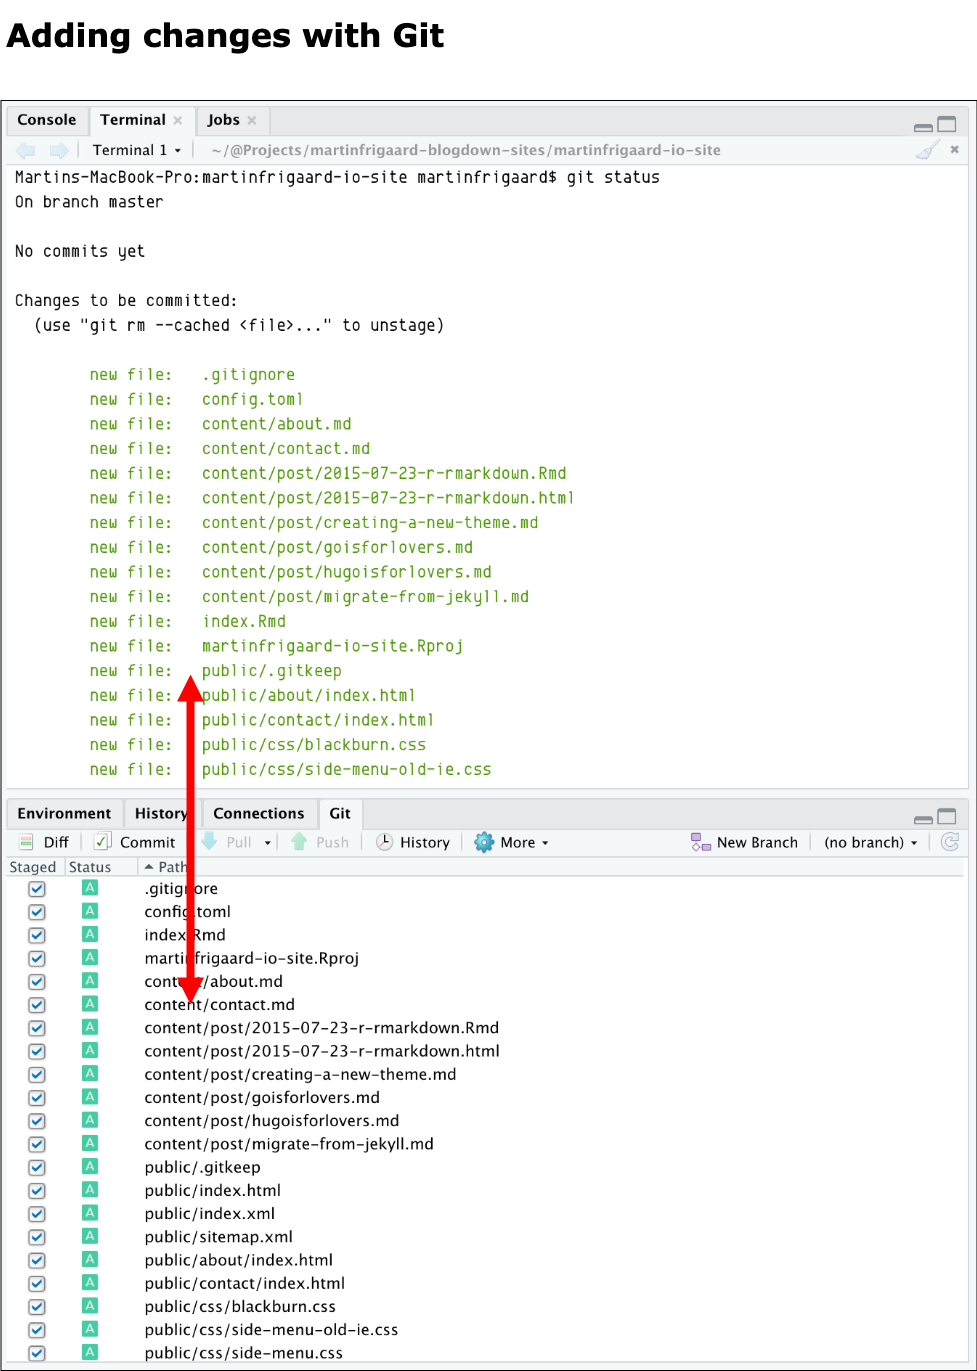 Adding changes with Git
Console Terminal Jobs
Terminal 1 ~/@Projects/martinfrigaard-blogdown-sites/martinfrigaard-io-site
Martins-MacBook-Pro:martinfrigaard-io-site martinfrigaard$ git status
On branch master
No commits yet
Changes to be committed:
(use "git rm --cached <file>..." to unstage)
new file: .gitignore
new file: config.toml
new file: content/about.md
new file: content/contact.md
new file: content/post/2015-07-23-r-rmarkdown.Rmd
new file: content/post/2015-07-23-r-rmarkdown.html
new file: content/post/creating-a-new-theme.md
new file: content/post/goisforlovers.md
new file: content/post/hugoisforlovers.md
new file: content/post/migrate-from-jekyll.md
new file: index.Rmd
new file: martinfrigaard-io-site.Rproj
new file: public/.gitkeep
new file: public/about/index.html
new file: public/contact/index.html
new file: public/css/blackburn.css
new file: public/css/side-menu-old-ie.css
Environment History Connections Git
Diff Commit Pull Push History More New Branch (no branch)
Staged Status Path
A .gitignore
A config.toml
A index.Rmd
A martinfrigaard-io-site.Rproj
A content/about.md
A content/contact.md
A content/post/2015-07-23-r-rmarkdown.Rmd
A content/post/2015-07-23-r-rmarkdown.html
A content/post/creating-a-new-theme.md
A content/post/goisforlovers.md
A content/post/hugoisforlovers.md
A content/post/migrate-from-jekyll.md
A public/.gitkeep
A public/index.html
A public/index.xml
A public/sitemap.xml
A public/about/index.html
A public/contact/index.html
A public/css/blackburn.css
A public/css/side-menu-old-ie.css
A public/css/side-menu.css